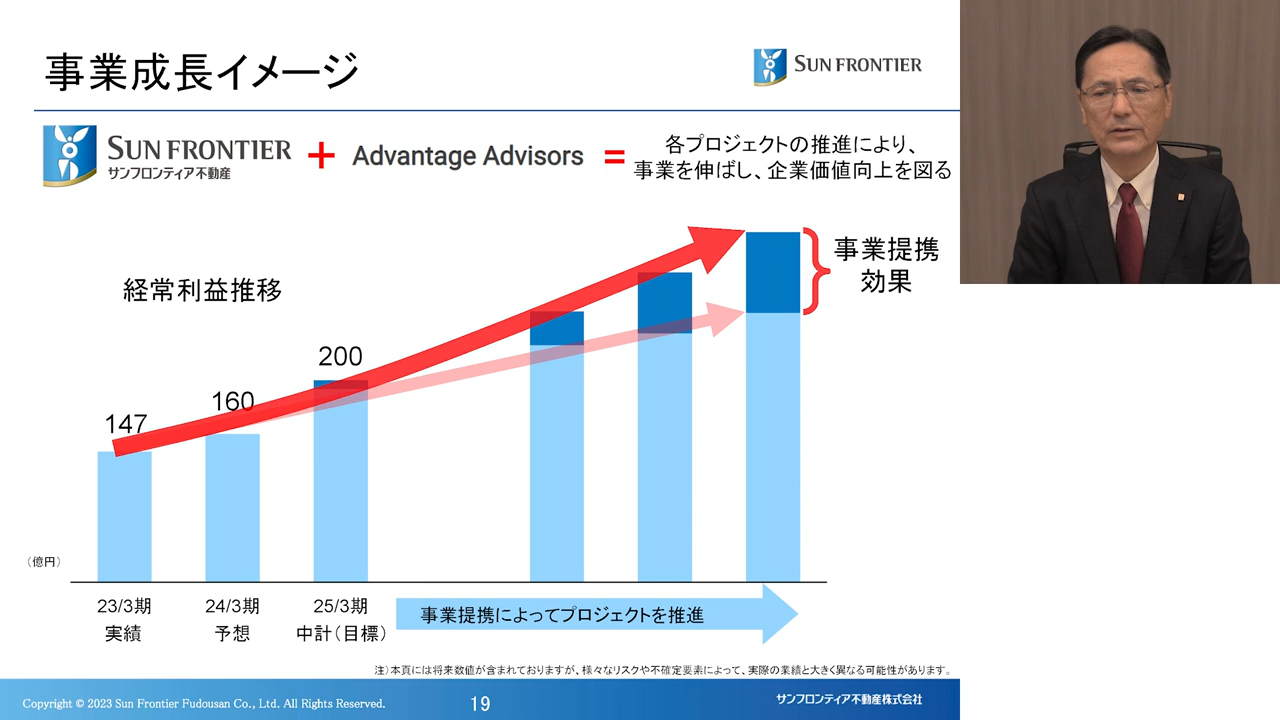 事業成長イメージ
SUN FRONTIER
SUN FRONTIER
サンフロンティア不動産
+
Advantage Advisors
=
各プロジェクトの推進により、
事業を伸ばし、企業価値向上を図る
経常利益推移
事業提携
効果
147
160
200
（億円）
23/3期
実績
24/3期
予想
25/3期
中計（目標）
事業提携によってプロジェクトを推進
注）本頁には将来数値が含まれておりますが、様々なリスクや不確定要素によって、実際の業績と大きく異なる可能性があります。
Copyright © 2023 Sun Frontier Fudousan Co., Ltd. All Rights Reserved.
19
サンフロンティア不動産株式会社